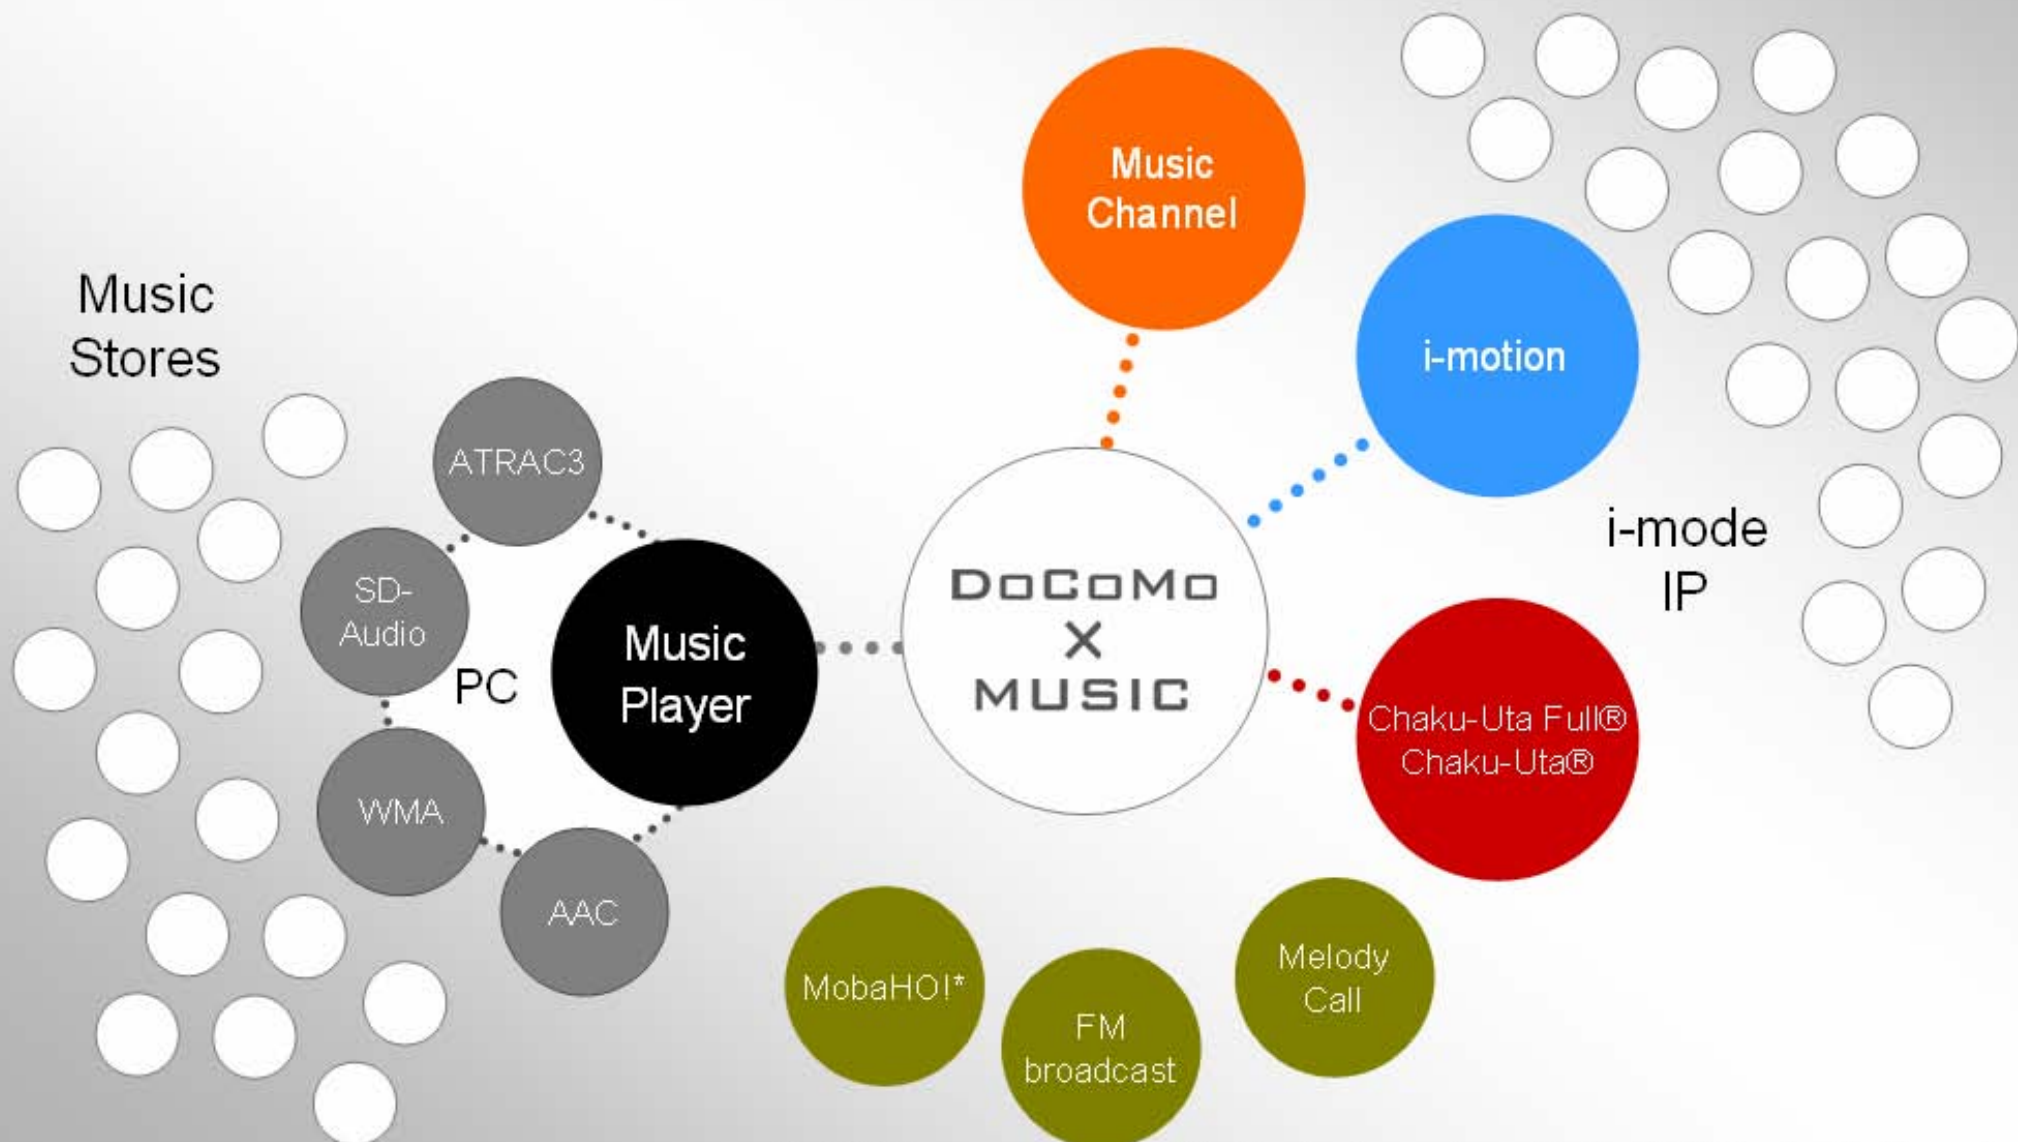 Music
Channel
Music
Stores
i-motion
ATRAC3
i-mode
IP
SD-
Audio
PC
Music
Player
DoCoMo
X
MUSIC
Chaku-Uta Full®
Chaku-Uta®
WMA
AAC
MobaHO!*
FM
broadcast
Melody
Call